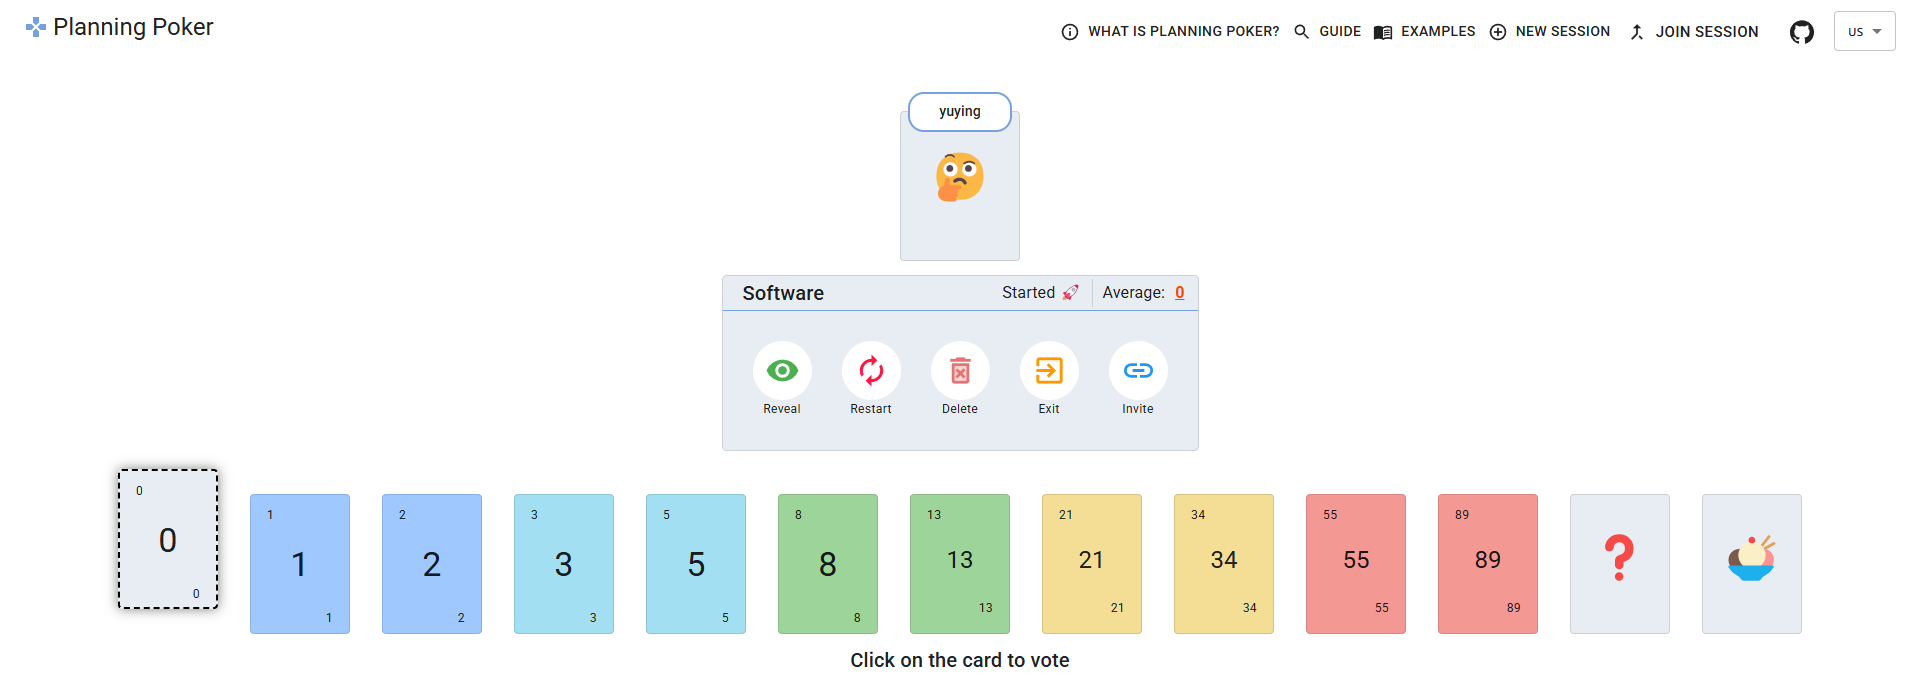 Planning Poker
WHAT IS PLANNING POKER?
GUIDE
EXAMPLES
NEW SESSION
JOIN SESSION
US
yuying
Software
Started
Average: 0
Reveal
Restart
Delete
Exit
Invite
0
0
0
1
1
1
2
2
2
3
3
3
5
5
5
8
8
8
13
13
13
21
21
21
34
34
34
55
55
55
89
89
89
Click on the card to vote